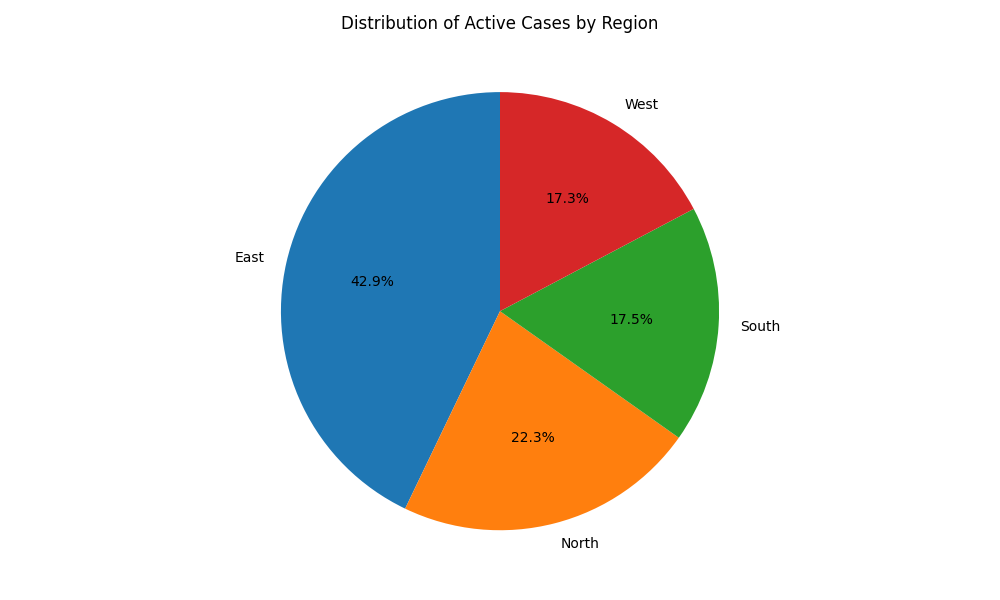 Distribution of Active Cases by Region
West
17.3%
East
42.9%
17.5%
South
22.3%
North